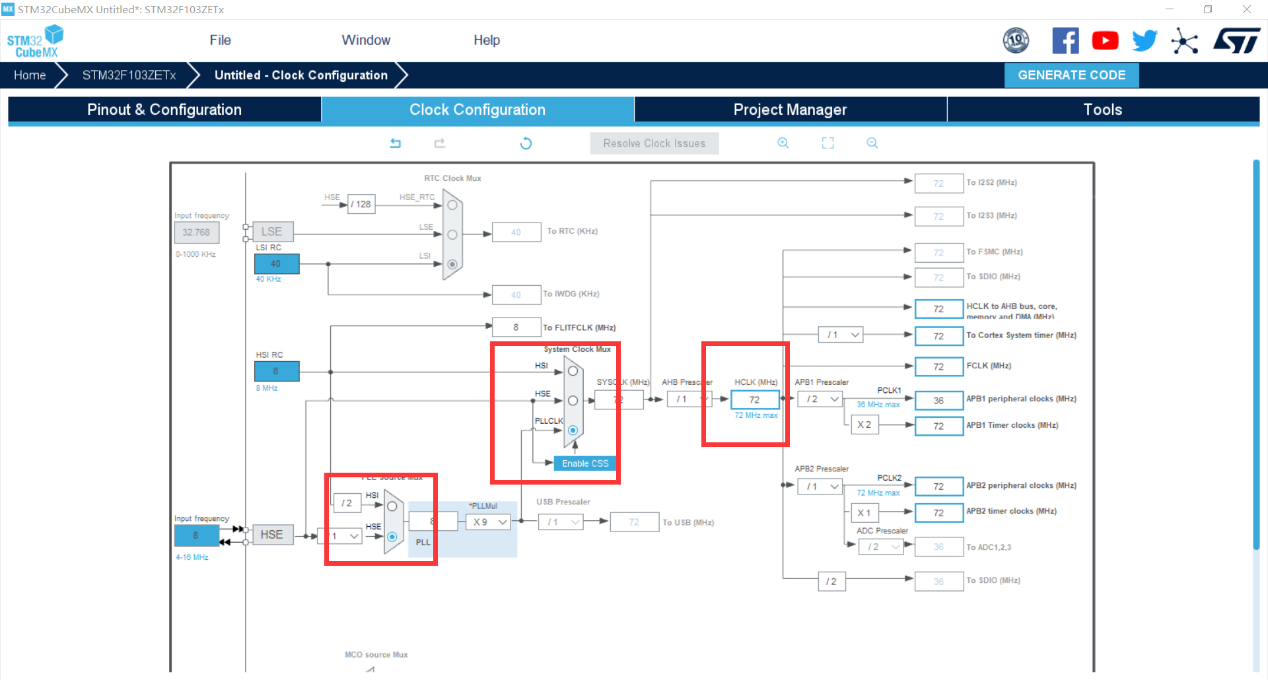 MX STM32CubeMX Untitled*: STM32F103ZETx
STM32
CubeMX
File
Window
Help
10
ST
Home
STM32F103ZETx
Untitled - Clock Configuration
GENERATE CODE
Pinout & Configuration
Clock Configuration
Project Manager
Tools
Resolve Clock Issues
RTC Clock Mux
HSE
/ 128
HSE_RTC
Input frequency
32.768
0-1000 KHz
LSE
LSE
40
To RTC (KHz)
LSI RC
40
40 KHz
LSI
40
To IWDG (KHz)
8
To FLITFCLK (MHz)
HSI RC
8
8 MHz
System Clock Mux
HSI
HSE
PLLCLK
Enable CSS
SYSCLK (MHz)
72
AHB Prescaler
/ 1
HCLK (MHz)
72
72 MHz max
APB1 Prescaler
/ 2
PCLK1
36 MHz max
X 2
72
To I2S2 (MHz)
72
To I2S3 (MHz)
72
To FSMC (MHz)
72
To SDIO (MHz)
72
HCLK to AHB bus, core,
memory and DMA (MHz)
/ 1
72
To Cortex System timer (MHz)
72
FCLK (MHz)
36
APB1 peripheral clocks (MHz)
72
APB1 Timer clocks (MHz)
APB2 Prescaler
/ 1
PCLK2
72 MHz max
72
APB2 peripheral clocks (MHz)
X 1
72
APB2 timer clocks (MHz)
ADC Prescaler
/ 2
36
To ADC1,2,3
/ 2
36
To SDIO (MHz)
PLL Source Mux
HSI
/ 2
HSE
/ 1
Input frequency
8
4-16 MHz
HSE
8
PLL
*PLLMul
X 9
USB Prescaler
/ 1
72
To USB (MHz)
MCO source Mux